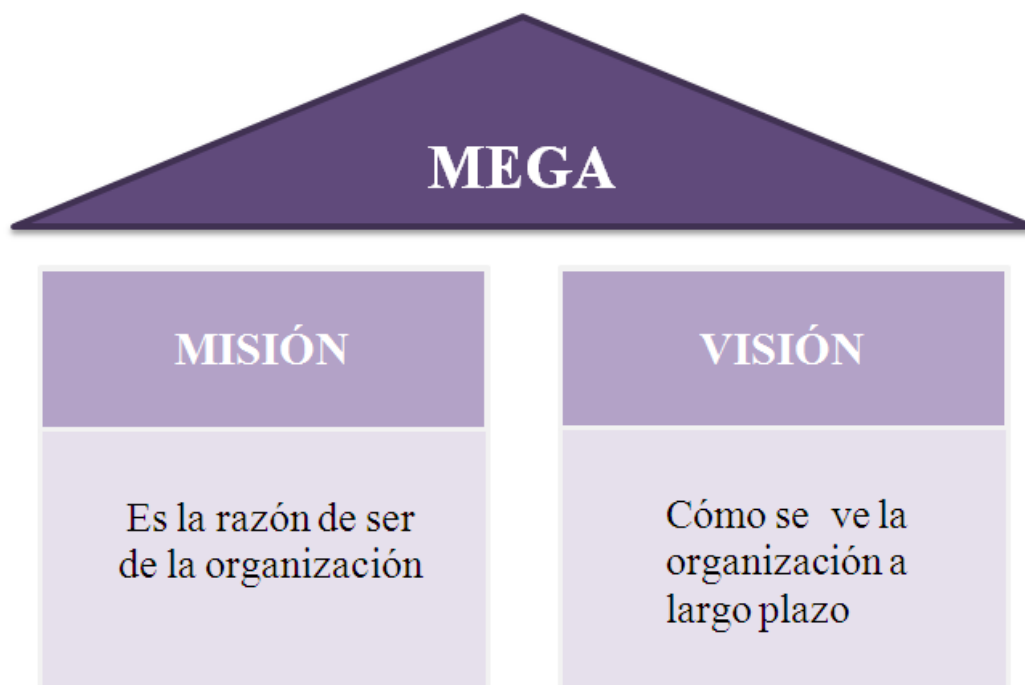 MEGA
MISIÓN
Es la razón de ser
de la organización
VISIÓN
Cómo se ve la
organización a
largo plazo